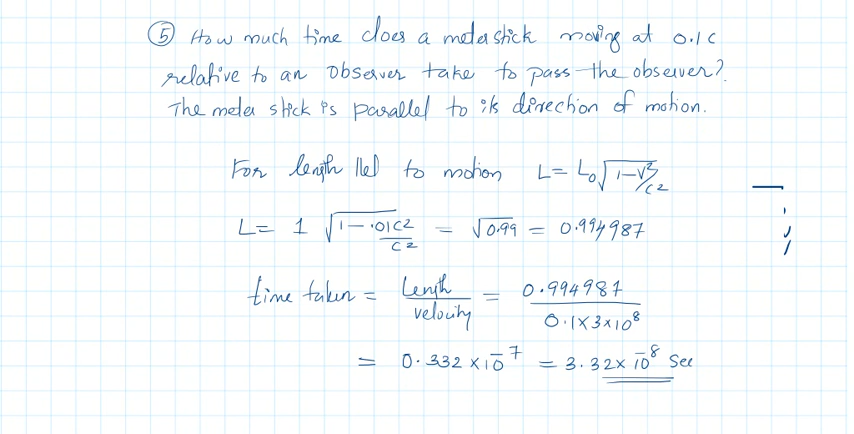 ⑤ How much time does a meter stick moving at 0.1c
relative to an observer take to pass the observer?
The meter stick is parallel to its direction of motion.
For length llel to motion L = L₀√1-v²/c²
L = 1 √1-.01c²/c² = √0.99 = 0.994987
time taken = Length/velocity = 0.994987/0.1×3×10⁸
= 0.332 × 10⁻⁷ = 3.32 × 10⁻⁸ Sec